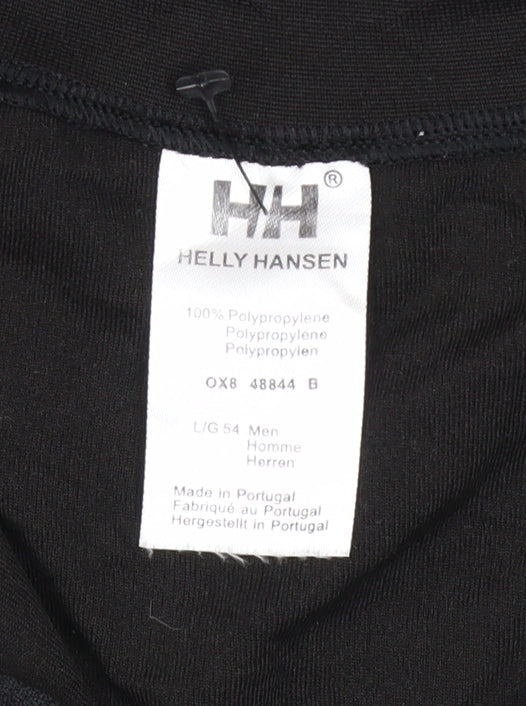 HH®
HELLY HANSEN
100% Polypropylene
Polypropylène
Polypropylen
OX8 48844 B
L/G 54 Men
Homme
Herren
Made in Portugal
Fabriqué au Portugal
Hergestellt in Portugal